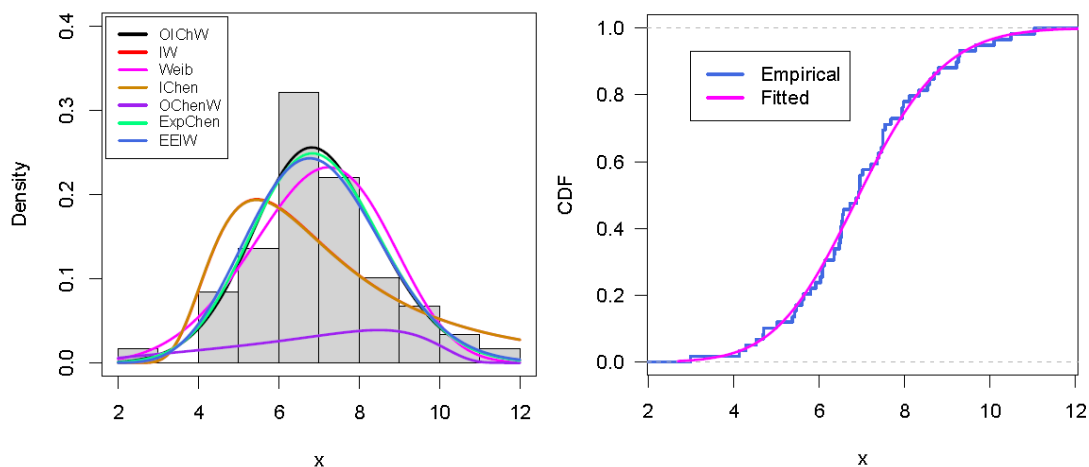 0.4
0.3
0.2
0.1
0.0
Density
OIChW
IW
Weib
IChen
OChenW
ExpChen
EEIW
2 4 6 8 10 12
x
1.0
0.8
0.6
0.4
0.2
0.0
CDF
Empirical
Fitted
2 4 6 8 10 12
x